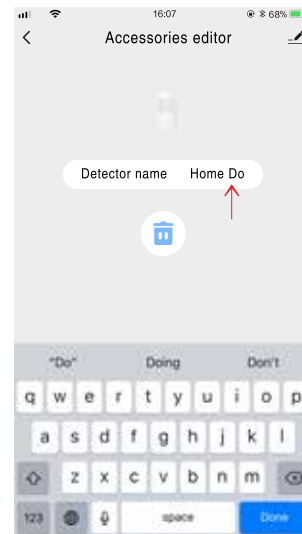 16:07 68%
Accessories editor
Detector name Home Do
"Do" Doing Don't
q w e r t y u i o p
a s d f g h j k l
z x c v b n m
123 space Done